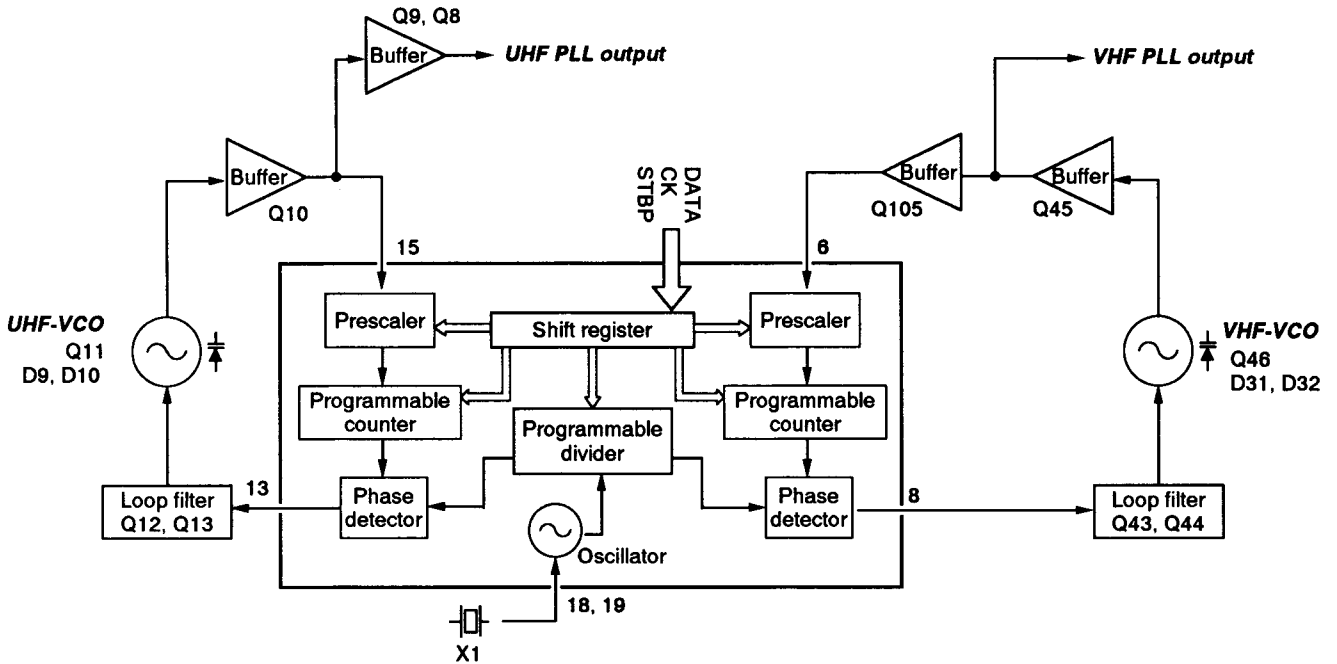 Q9, Q8
Buffer
UHF PLL output
VHF PLL output
Buffer
Q10
DATA
CK
STBP
Buffer
Q105
Buffer
Q45
15
6
UHF-VCO
Q11
D9, D10
Prescaler
Shift register
Prescaler
VHF-VCO
Q46
D31, D32
Programmable
counter
Programmable
divider
Programmable
counter
13
Loop filter
Q12, Q13
Phase
detector
Oscillator
Phase
detector
8
Loop filter
Q43, Q44
18, 19
X1